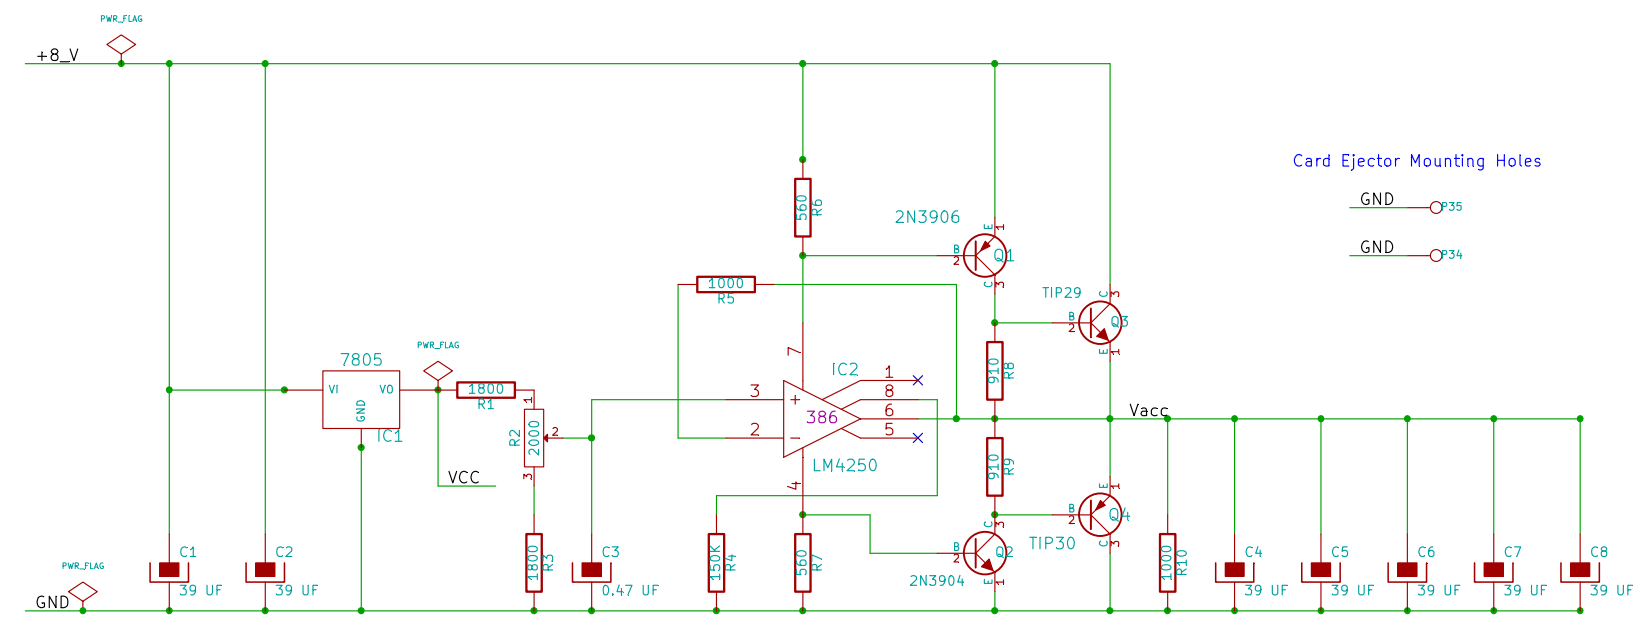 PWR_FLAG
+8_V
Card Ejector Mounting Holes
GND
P35
GND
P34
560
R6
2N3906
E
1
B
2
Q1
C
3
1000
R5
TIP29
C
3
B
2
Q3
E
1
PWR_FLAG
7805
VI
VO
GND
IC1
1800
R1
1
R2
2000
2
3
VCC
7
IC2
3
+
386
2
−
1
8
6
5
LM4250
4
910
R8
Vacc
910
R9
E
1
B
2
Q4
C
3
TIP30
C
3
B
2
Q2
E
1
2N3904
PWR_FLAG
GND
C1
39 UF
C2
39 UF
1800
R3
C3
0.47 UF
150K
R4
560
R7
1000
R10
C4
39 UF
C5
39 UF
C6
39 UF
C7
39 UF
C8
39 UF